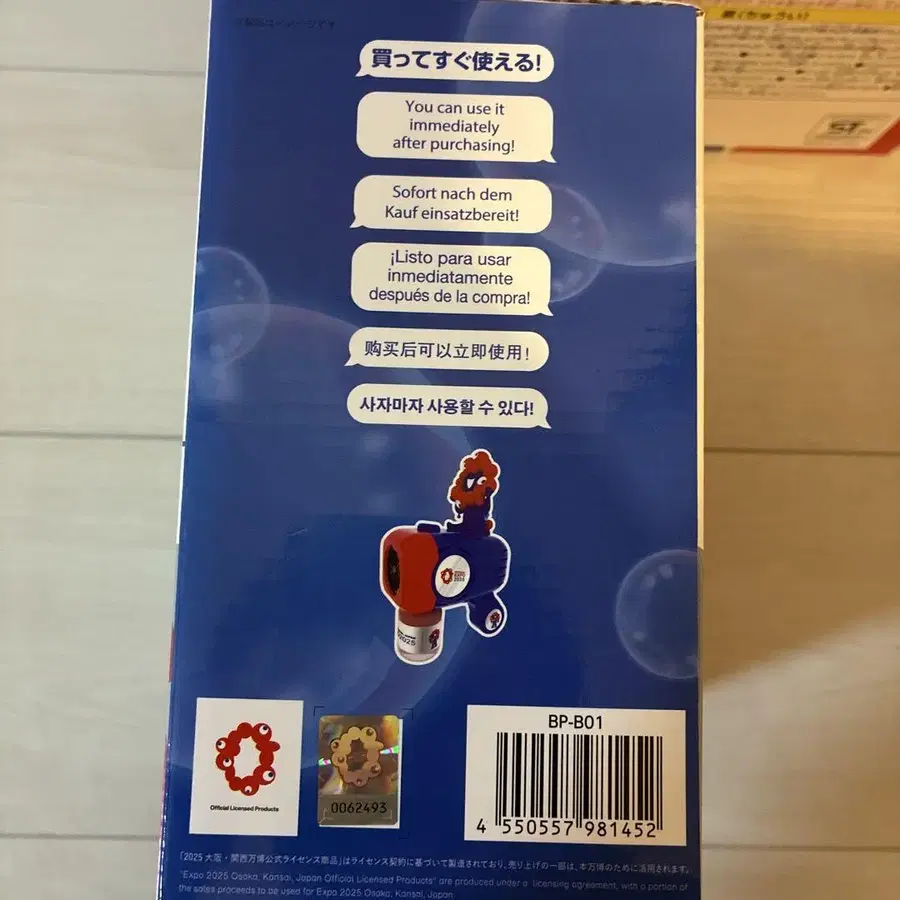 買ってすぐ使える!
You can use it
immediately
after purchasing!
Sofort nach dem
Kauf einsatzbereit!
¡Listo para usar
inmediatamente
después de la compra!
购买后可以立即使用!
사자마자 사용할 수 있다!
EXPO
2025
2025
Official Licensed Products
0062493
BP-B01
4 550557 981452
「2025 大阪・関西万博公式ライセンス商品」はライセンス契約に基づいて製造されており、売り上げの一部は、本万博のために活用されます。
"Expo 2025 Osaka, Kansai, Japan Official Licensed Products" are produced under a licensing agreement, with a portion of
the sales proceeds to be used for Expo 2025 Osaka, Kansai, Japan.
ST